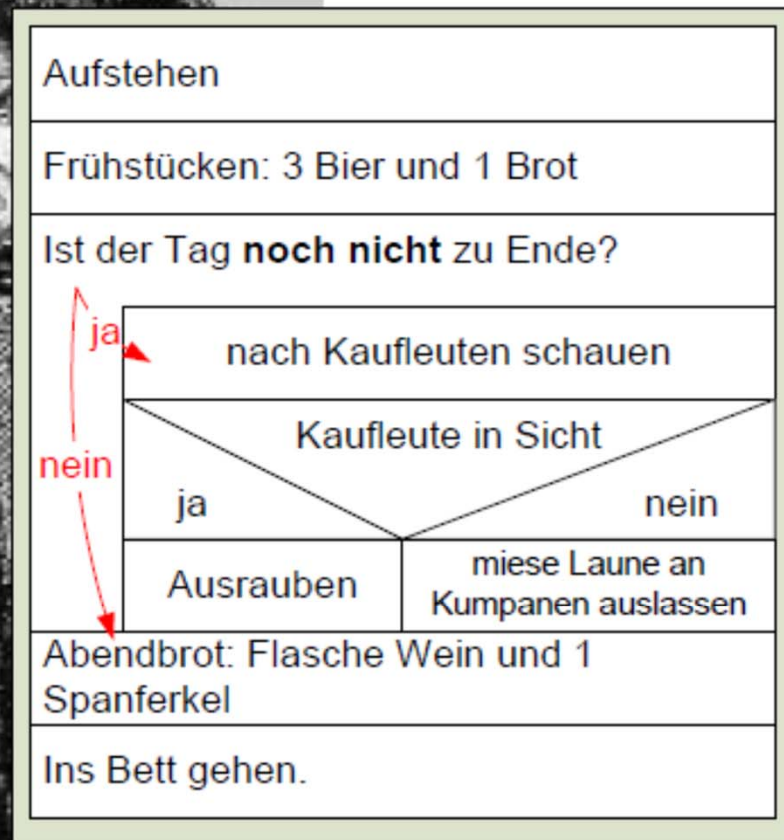 Aufstehen
Frühstücken: 3 Bier und 1 Brot
Ist der Tag noch nicht zu Ende?
ja
nach Kaufleuten schauen
Kaufleute in Sicht
nein
ja
nein
Ausrauben
miese Laune an
Kumpanen auslassen
Abendbrot: Flasche Wein und 1
Spanferkel
Ins Bett gehen.